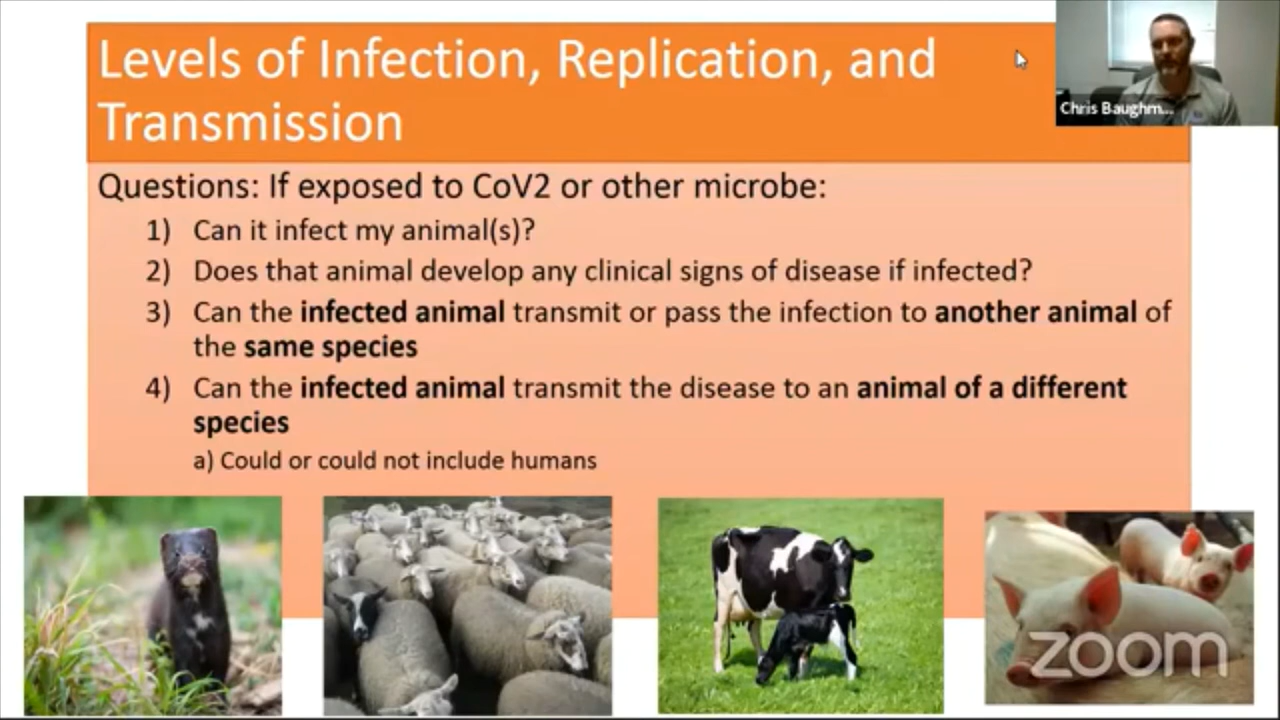 Levels of Infection, Replication, and
Transmission
Chris Baughm...
Questions: If exposed to CoV2 or other microbe:
1) Can it infect my animal(s)?
2) Does that animal develop any clinical signs of disease if infected?
3) Can the infected animal transmit or pass the infection to another animal of
the same species
4) Can the infected animal transmit the disease to an animal of a different
species
a) Could or could not include humans
zoom